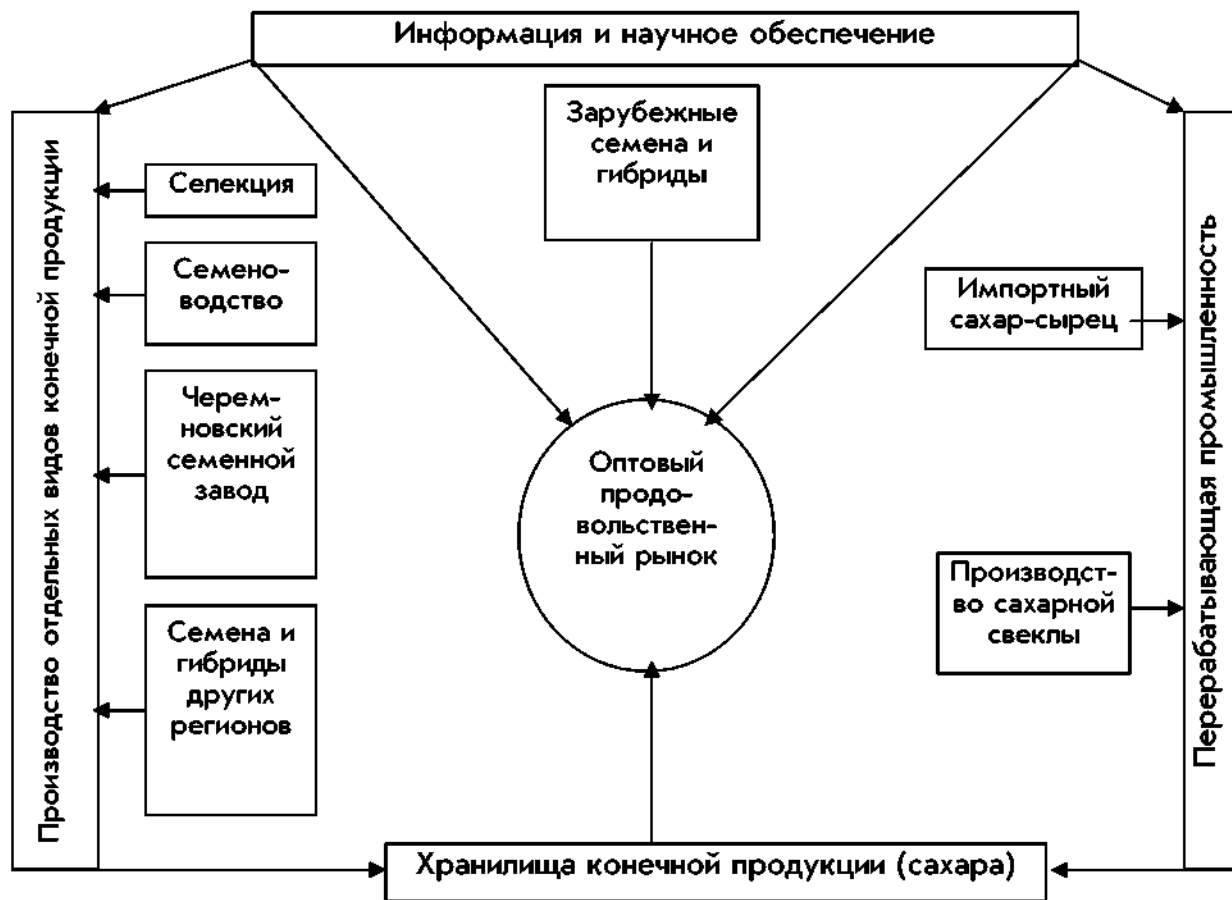 Информация и научное обеспечение
Производство отдельных видов конечной продукции
Селекция
Семено-
водство
Черем-
новский
семенной
завод
Семена и
гибриды
других
регионов
Зарубежные
семена и
гибриды
Оптовый
продо-
вольствен-
ный рынок
Импортный
сахар-сырец
Производст-
во сахарной
свеклы
Перерабатывающая промышленность
Хранилища конечной продукции (сахара)